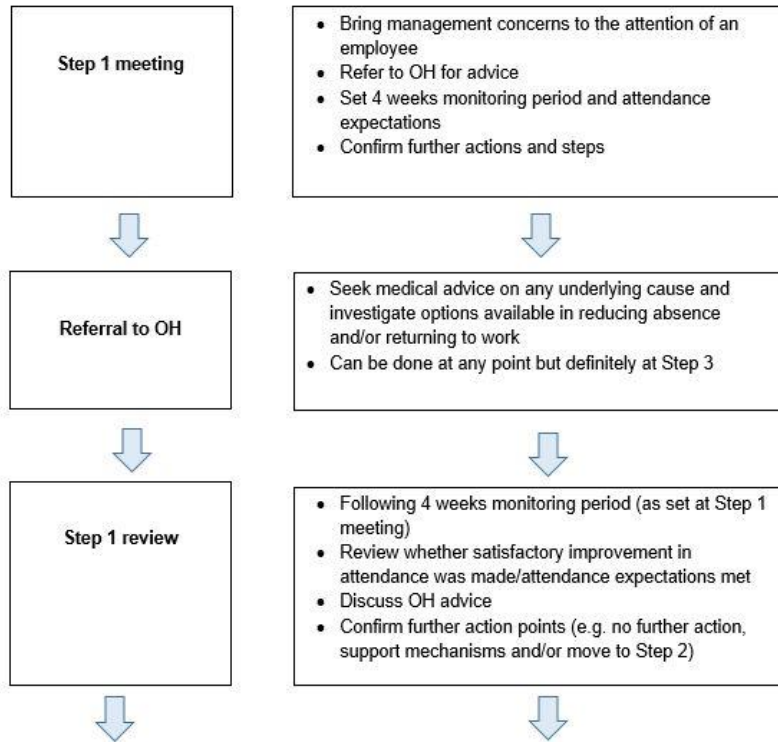 Step 1 meeting
• Bring management concerns to the attention of an
employee
• Refer to OH for advice
• Set 4 weeks monitoring period and attendance
expectations
• Confirm further actions and steps
Referral to OH
• Seek medical advice on any underlying cause and
investigate options available in reducing absence
and/or returning to work
• Can be done at any point but definitely at Step 3
Step 1 review
• Following 4 weeks monitoring period (as set at Step 1
meeting)
• Review whether satisfactory improvement in
attendance was made/attendance expectations met
• Discuss OH advice
• Confirm further action points (e.g. no further action,
support mechanisms and/or move to Step 2)